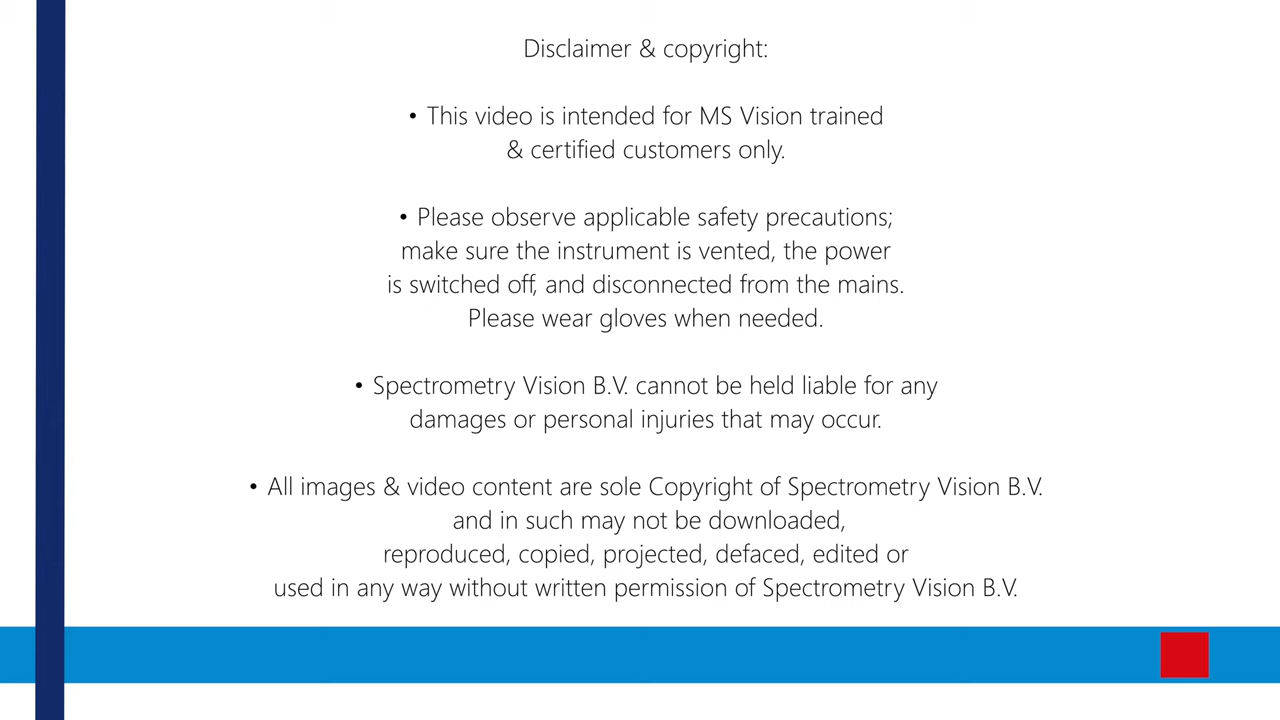 Disclaimer & copyright:
• This video is intended for MS Vision trained
& certified customers only.
• Please observe applicable safety precautions;
make sure the instrument is vented, the power
is switched off, and disconnected from the mains.
Please wear gloves when needed.
• Spectrometry Vision B.V. cannot be held liable for any
damages or personal injuries that may occur.
• All images & video content are sole Copyright of Spectrometry Vision B.V.
and in such may not be downloaded,
reproduced, copied, projected, defaced, edited or
used in any way without written permission of Spectrometry Vision B.V.